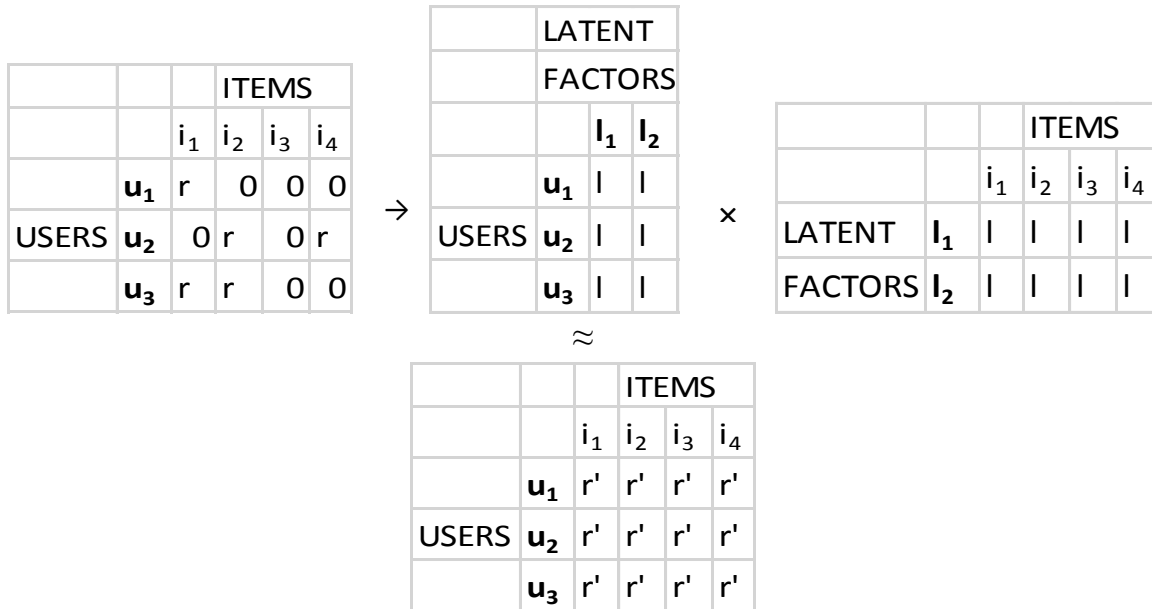 ITEMS
i₁ i₂ i₃ i₄
u₁ r 0 0 0
USERS u₂ 0 r 0 r
u₃ r r 0 0
→
LATENT
FACTORS
l₁ l₂
u₁ l l
USERS u₂ l l
u₃ l l
×
ITEMS
i₁ i₂ i₃ i₄
LATENT l₁ l l l l
FACTORS l₂ l l l l
≈
ITEMS
i₁ i₂ i₃ i₄
u₁ r' r' r' r'
USERS u₂ r' r' r' r'
u₃ r' r' r' r'